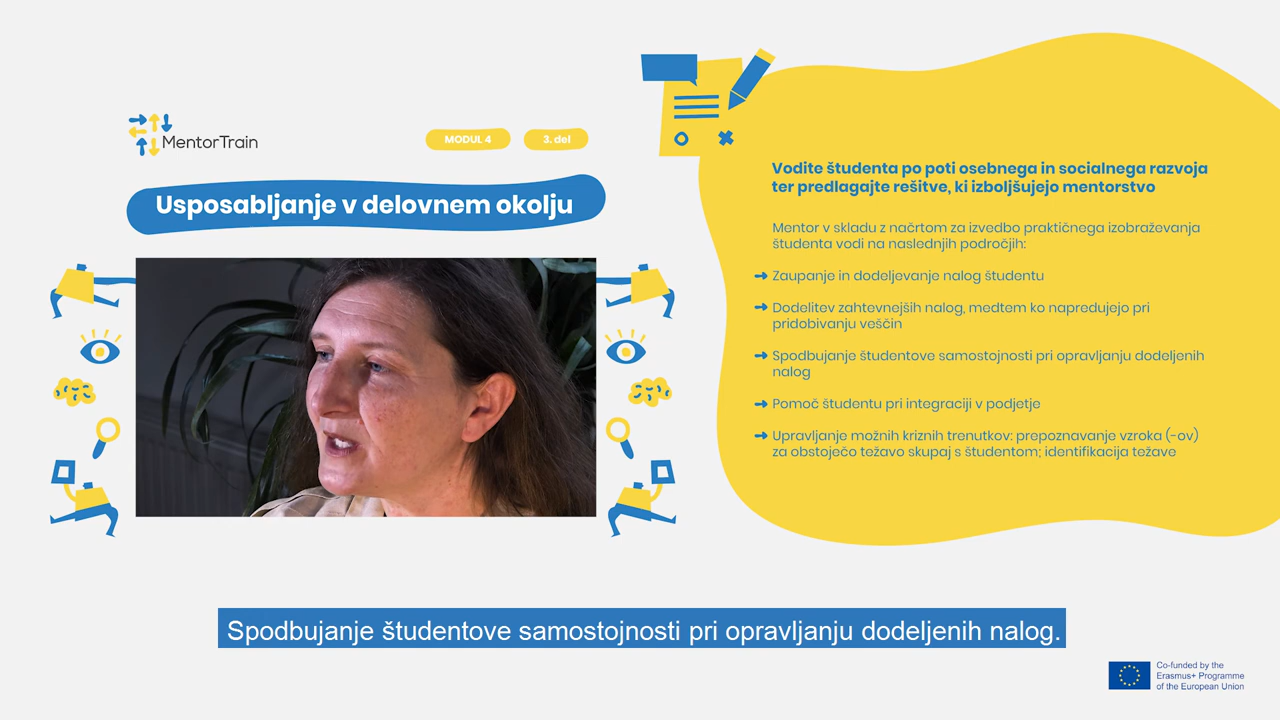 MentorTrain
MODUL 4
3. del
Usposabljanje v delovnem okolju
Vodite študenta po poti osebnega in socialnega razvoja
ter predlagajte rešitve, ki izboljšujejo mentorstvo
Mentor v skladu z načrtom za izvedbo praktičnega izobraževanja
študenta vodi na naslednjih področjih:
Zaupanje in dodeljevanje nalog študentu
Dodelitev zahtevnejših nalog, medtem ko napredujejo pri
pridobivanju veščin
Spodbujanje študentove samostojnosti pri opravljanju dodeljenih
nalog
Pomoč študentu pri integraciji v podjetje
Upravljanje možnih kriznih trenutkov: prepoznavanje vzroka (-ov)
za obstoječo težavo skupaj s študentom; identifikacija težave
Spodbujanje študentove samostojnosti pri opravljanju dodeljenih nalog.
Co-funded by the
Erasmus+ Programme
of the European Union